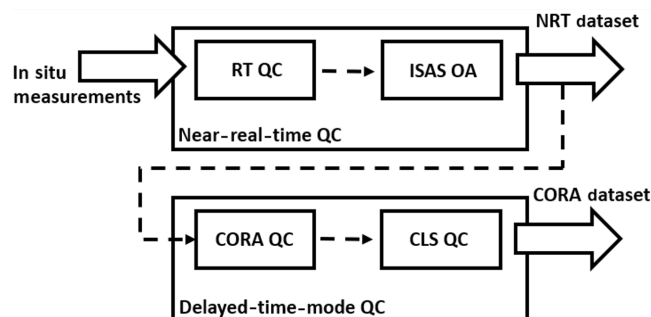 NRT dataset
In situ
measurements
RT QC
ISAS OA
Near-real-time QC
CORA dataset
CORA QC
CLS QC
Delayed-time-mode QC